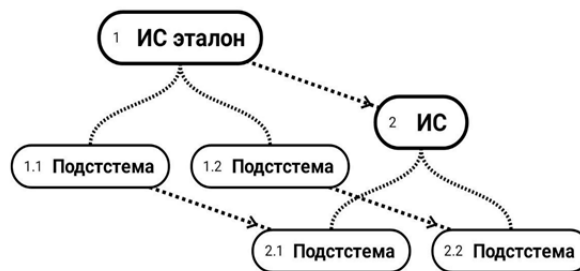 1 ИС эталон
2 ИС
1.1 Подстстема
1.2 Подстстема
2.1 Подстстема
2.2 Подстстема